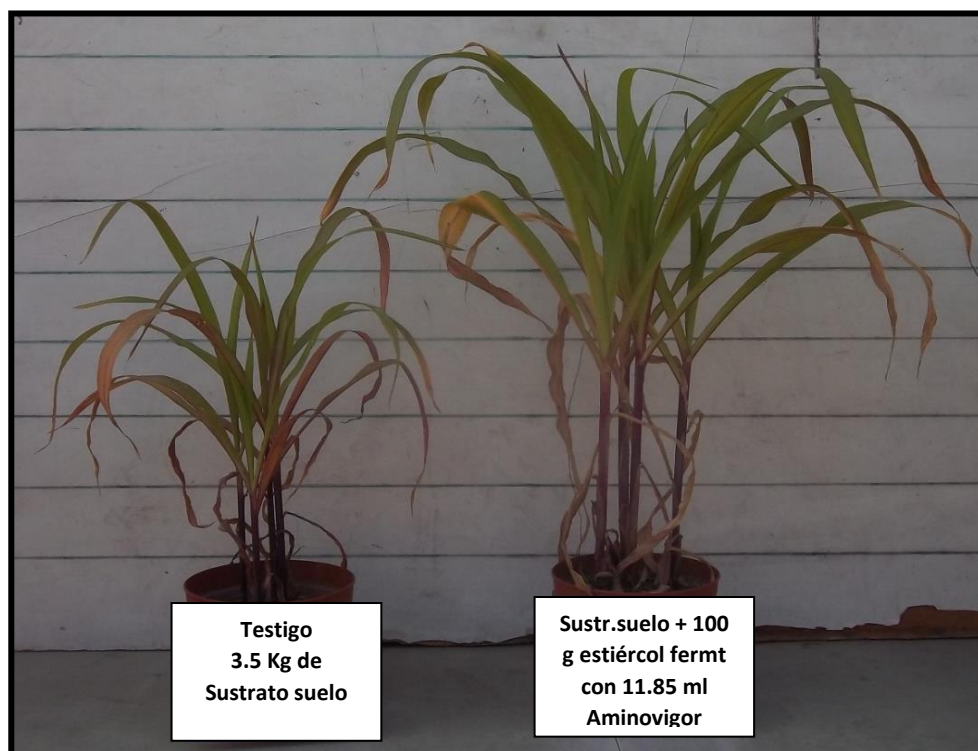 Testigo
3.5 Kg de
Sustrato suelo
Sustr.suelo + 100
g estiércol fermt
con 11.85 ml
Aminovigor